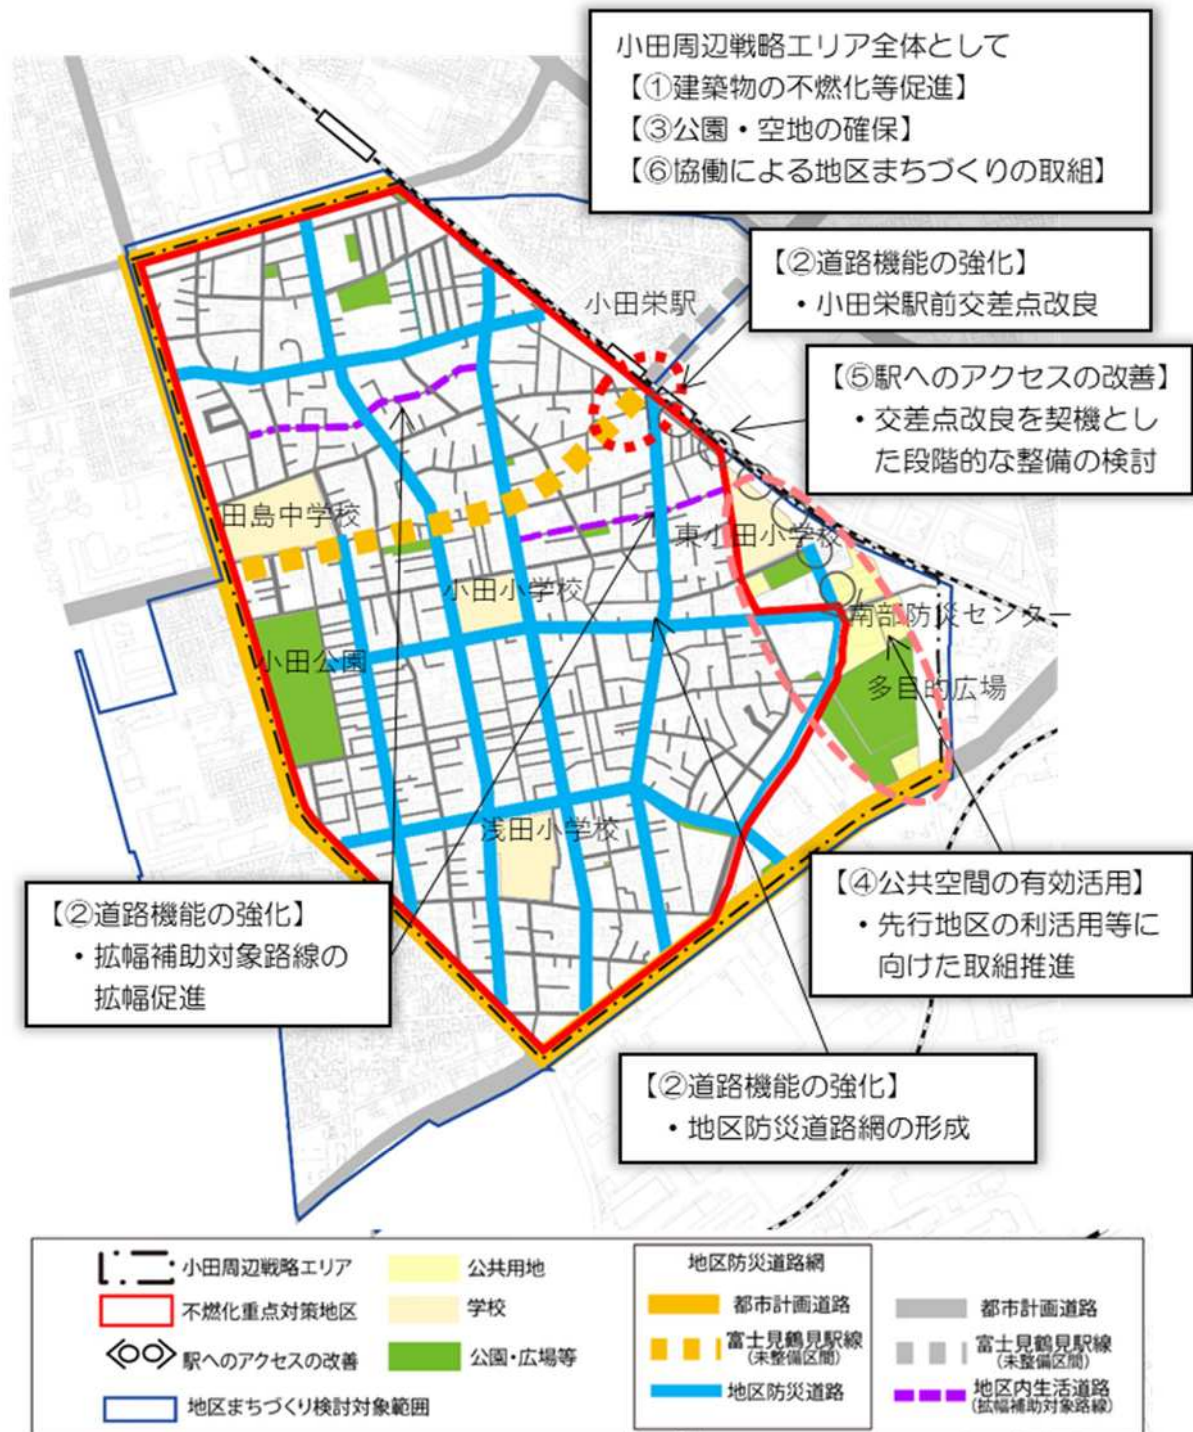 小田周辺戦略エリア全体として
【①建築物の不燃化等促進】
【③公園・空地の確保】
【⑥協働による地区まちづくりの取組】
【②道路機能の強化】
・小田栄駅前交差点改良
小田栄駅
【⑤駅へのアクセスの改善】
・交差点改良を契機とし
た段階的な整備の検討
田島中学校
東小田小学校
小田小学校
南部防災センター
小田公園
多目的広場
浅田小学校
【②道路機能の強化】
・拡幅補助対象路線の
拡幅促進
【④公共空間の有効活用】
・先行地区の利活用等に
向けた取組推進
【②道路機能の強化】
・地区防災道路網の形成
小田周辺戦略エリア
不燃化重点対策地区
駅へのアクセスの改善
地区まちづくり検討対象範囲
公共用地
学校
公園・広場等
地区防災道路網
都市計画道路
富士見鶴見駅線
(未整備区間)
地区防災道路
都市計画道路
富士見鶴見駅線
(未整備区間)
地区内生活道路
(拡幅補助対象路線)